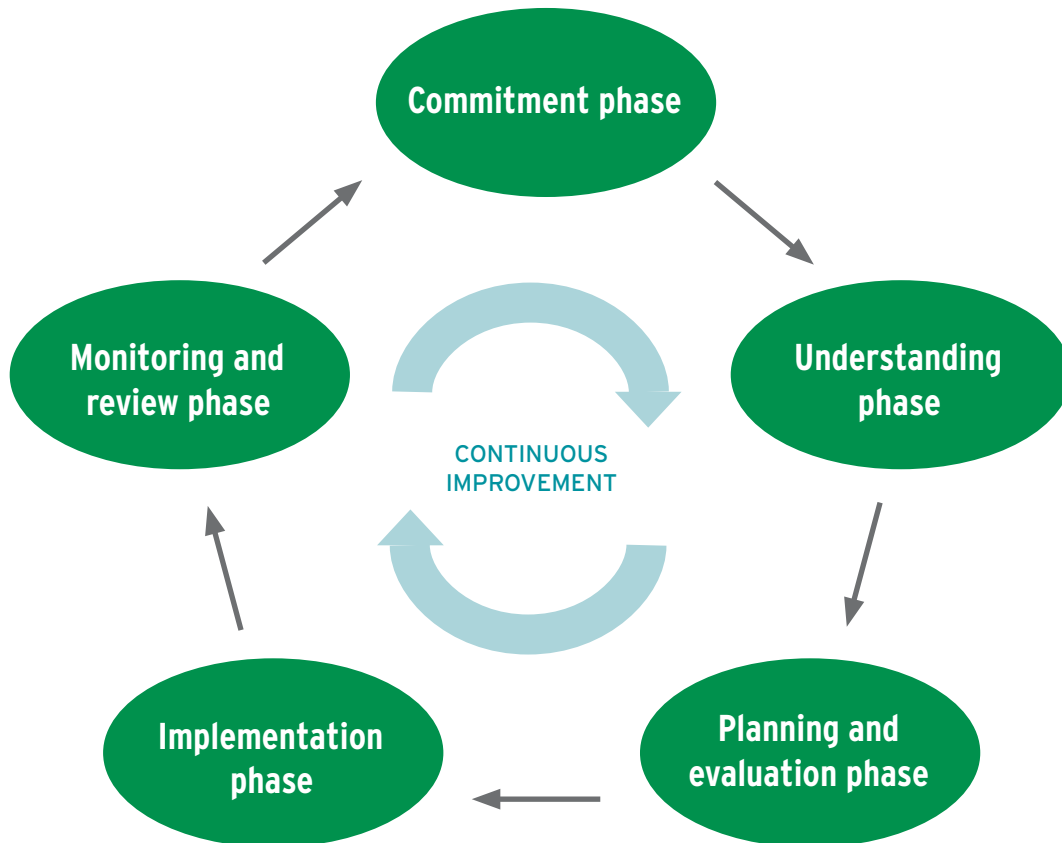 Commitment phase
Understanding
phase
Planning and
evaluation phase
Implementation
phase
Monitoring and
review phase
CONTINUOUS
IMPROVEMENT